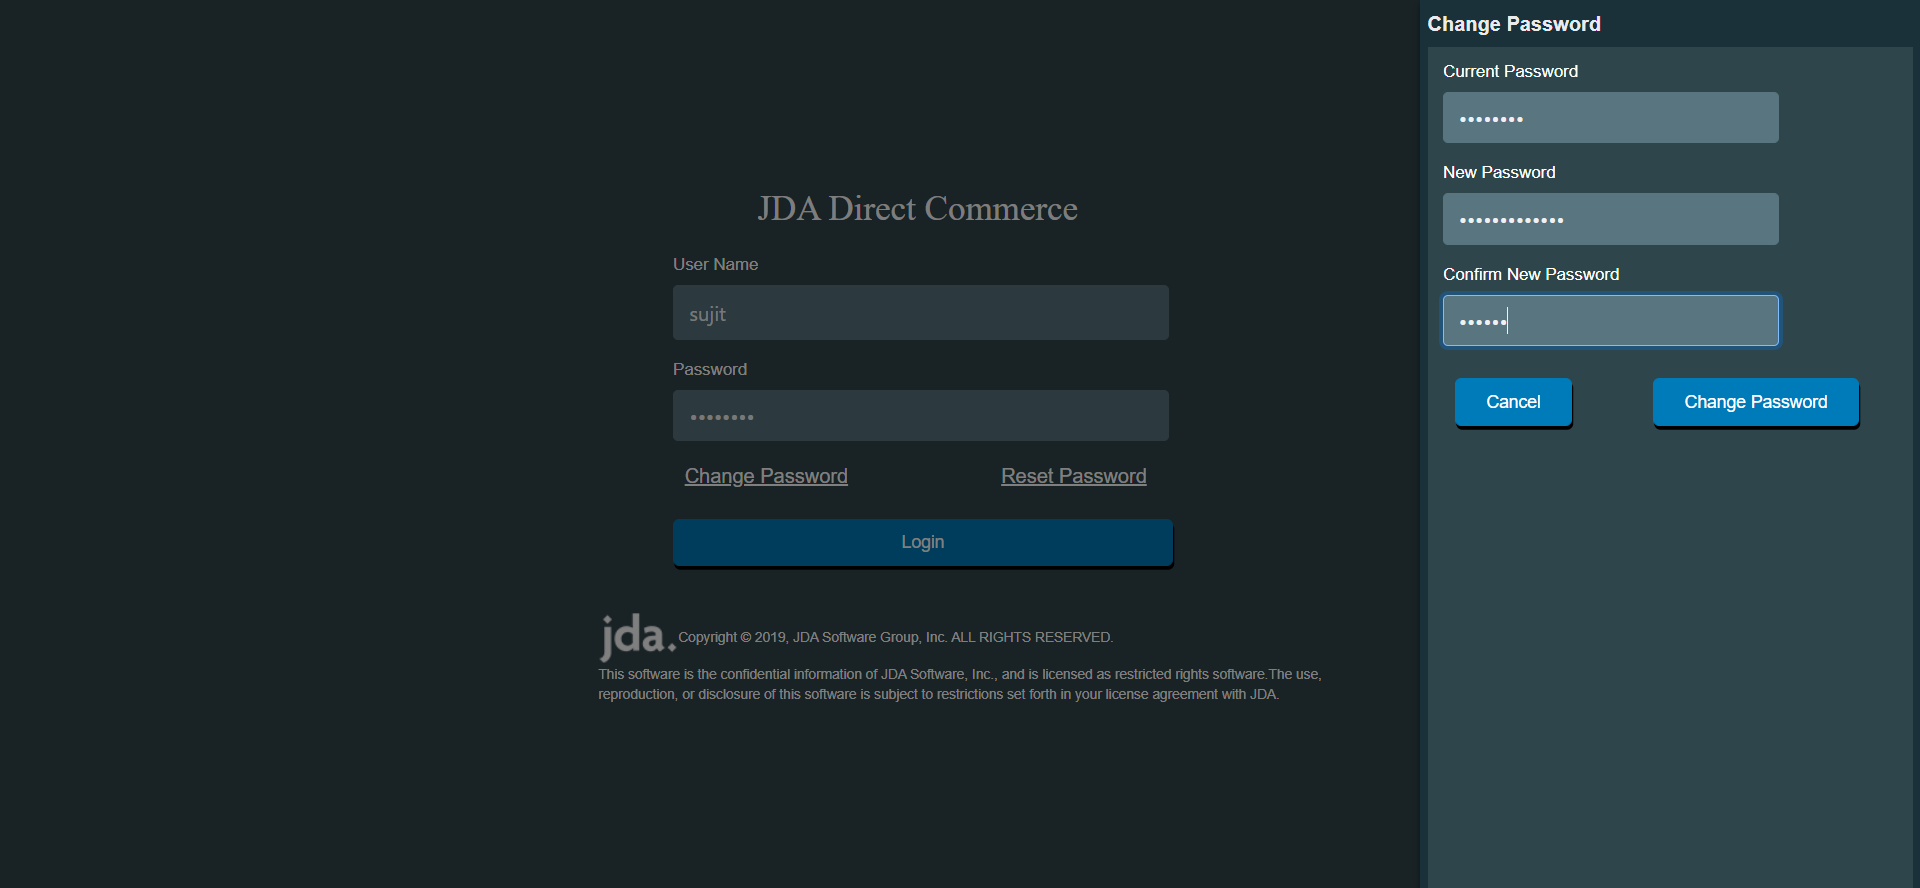 JDA Direct Commerce
User Name
sujit
Password
••••••••
Change Password
Reset Password
Login
jda.
Copyright © 2019, JDA Software Group, Inc. ALL RIGHTS RESERVED.
This software is the confidential information of JDA Software, Inc., and is licensed as restricted rights software.The use,
reproduction, or disclosure of this software is subject to restrictions set forth in your license agreement with JDA.
Change Password
Current Password
••••••••
New Password
•••••••••••••
Confirm New Password
••••••
Cancel
Change Password